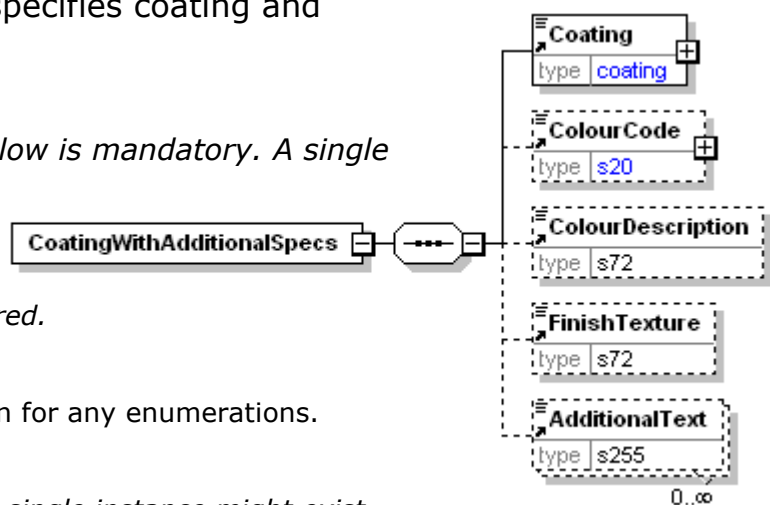 specifies coating and
low is mandatory. A single
red.
n for any enumerations.
single instance might exist
CoatingWithAdditionalSpecs
Coating
type coating
ColourCode
type s20
ColourDescription
type s72
FinishTexture
type s72
AdditionalText
type s255
0..∞